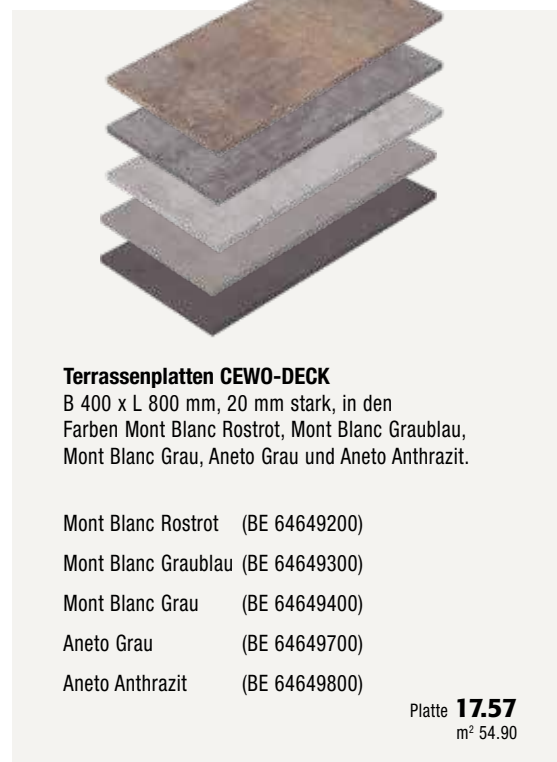 Terrassenplatten CEWO-DECK
B 400 x L 800 mm, 20 mm stark, in den
Farben Mont Blanc Rostrot, Mont Blanc Graublau,
Mont Blanc Grau, Aneto Grau und Aneto Anthrazit.
Mont Blanc Rostrot (BE 64649200)
Mont Blanc Graublau (BE 64649300)
Mont Blanc Grau (BE 64649400)
Aneto Grau (BE 64649700)
Aneto Anthrazit (BE 64649800)
Platte 17.57
m² 54.90